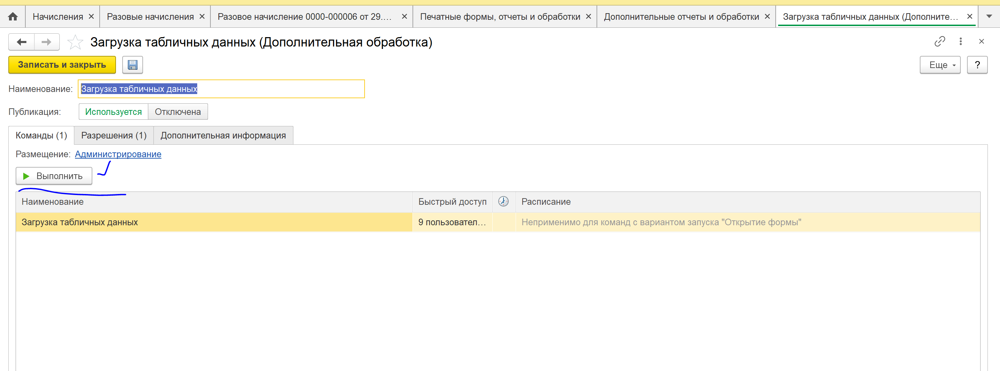 Начисления Разовые начисления Разовое начисление 0000-000006 от 29.... Печатные формы, отчеты и обработки Дополнительные отчеты и обработки Загрузка табличных данных (Дополните...
Загрузка табличных данных (Дополнительная обработка)
Записать и закрыть Еще ?
Наименование: Загрузка табличных данных
Публикация: Используется Отключена
Команды (1) Разрешения (1) Дополнительная информация
Размещение: Администрирование
Выполнить
Наименование Быстрый доступ Расписание
Загрузка табличных данных 9 пользовател... Неприменимо для команд с вариантом запуска "Открытие формы"